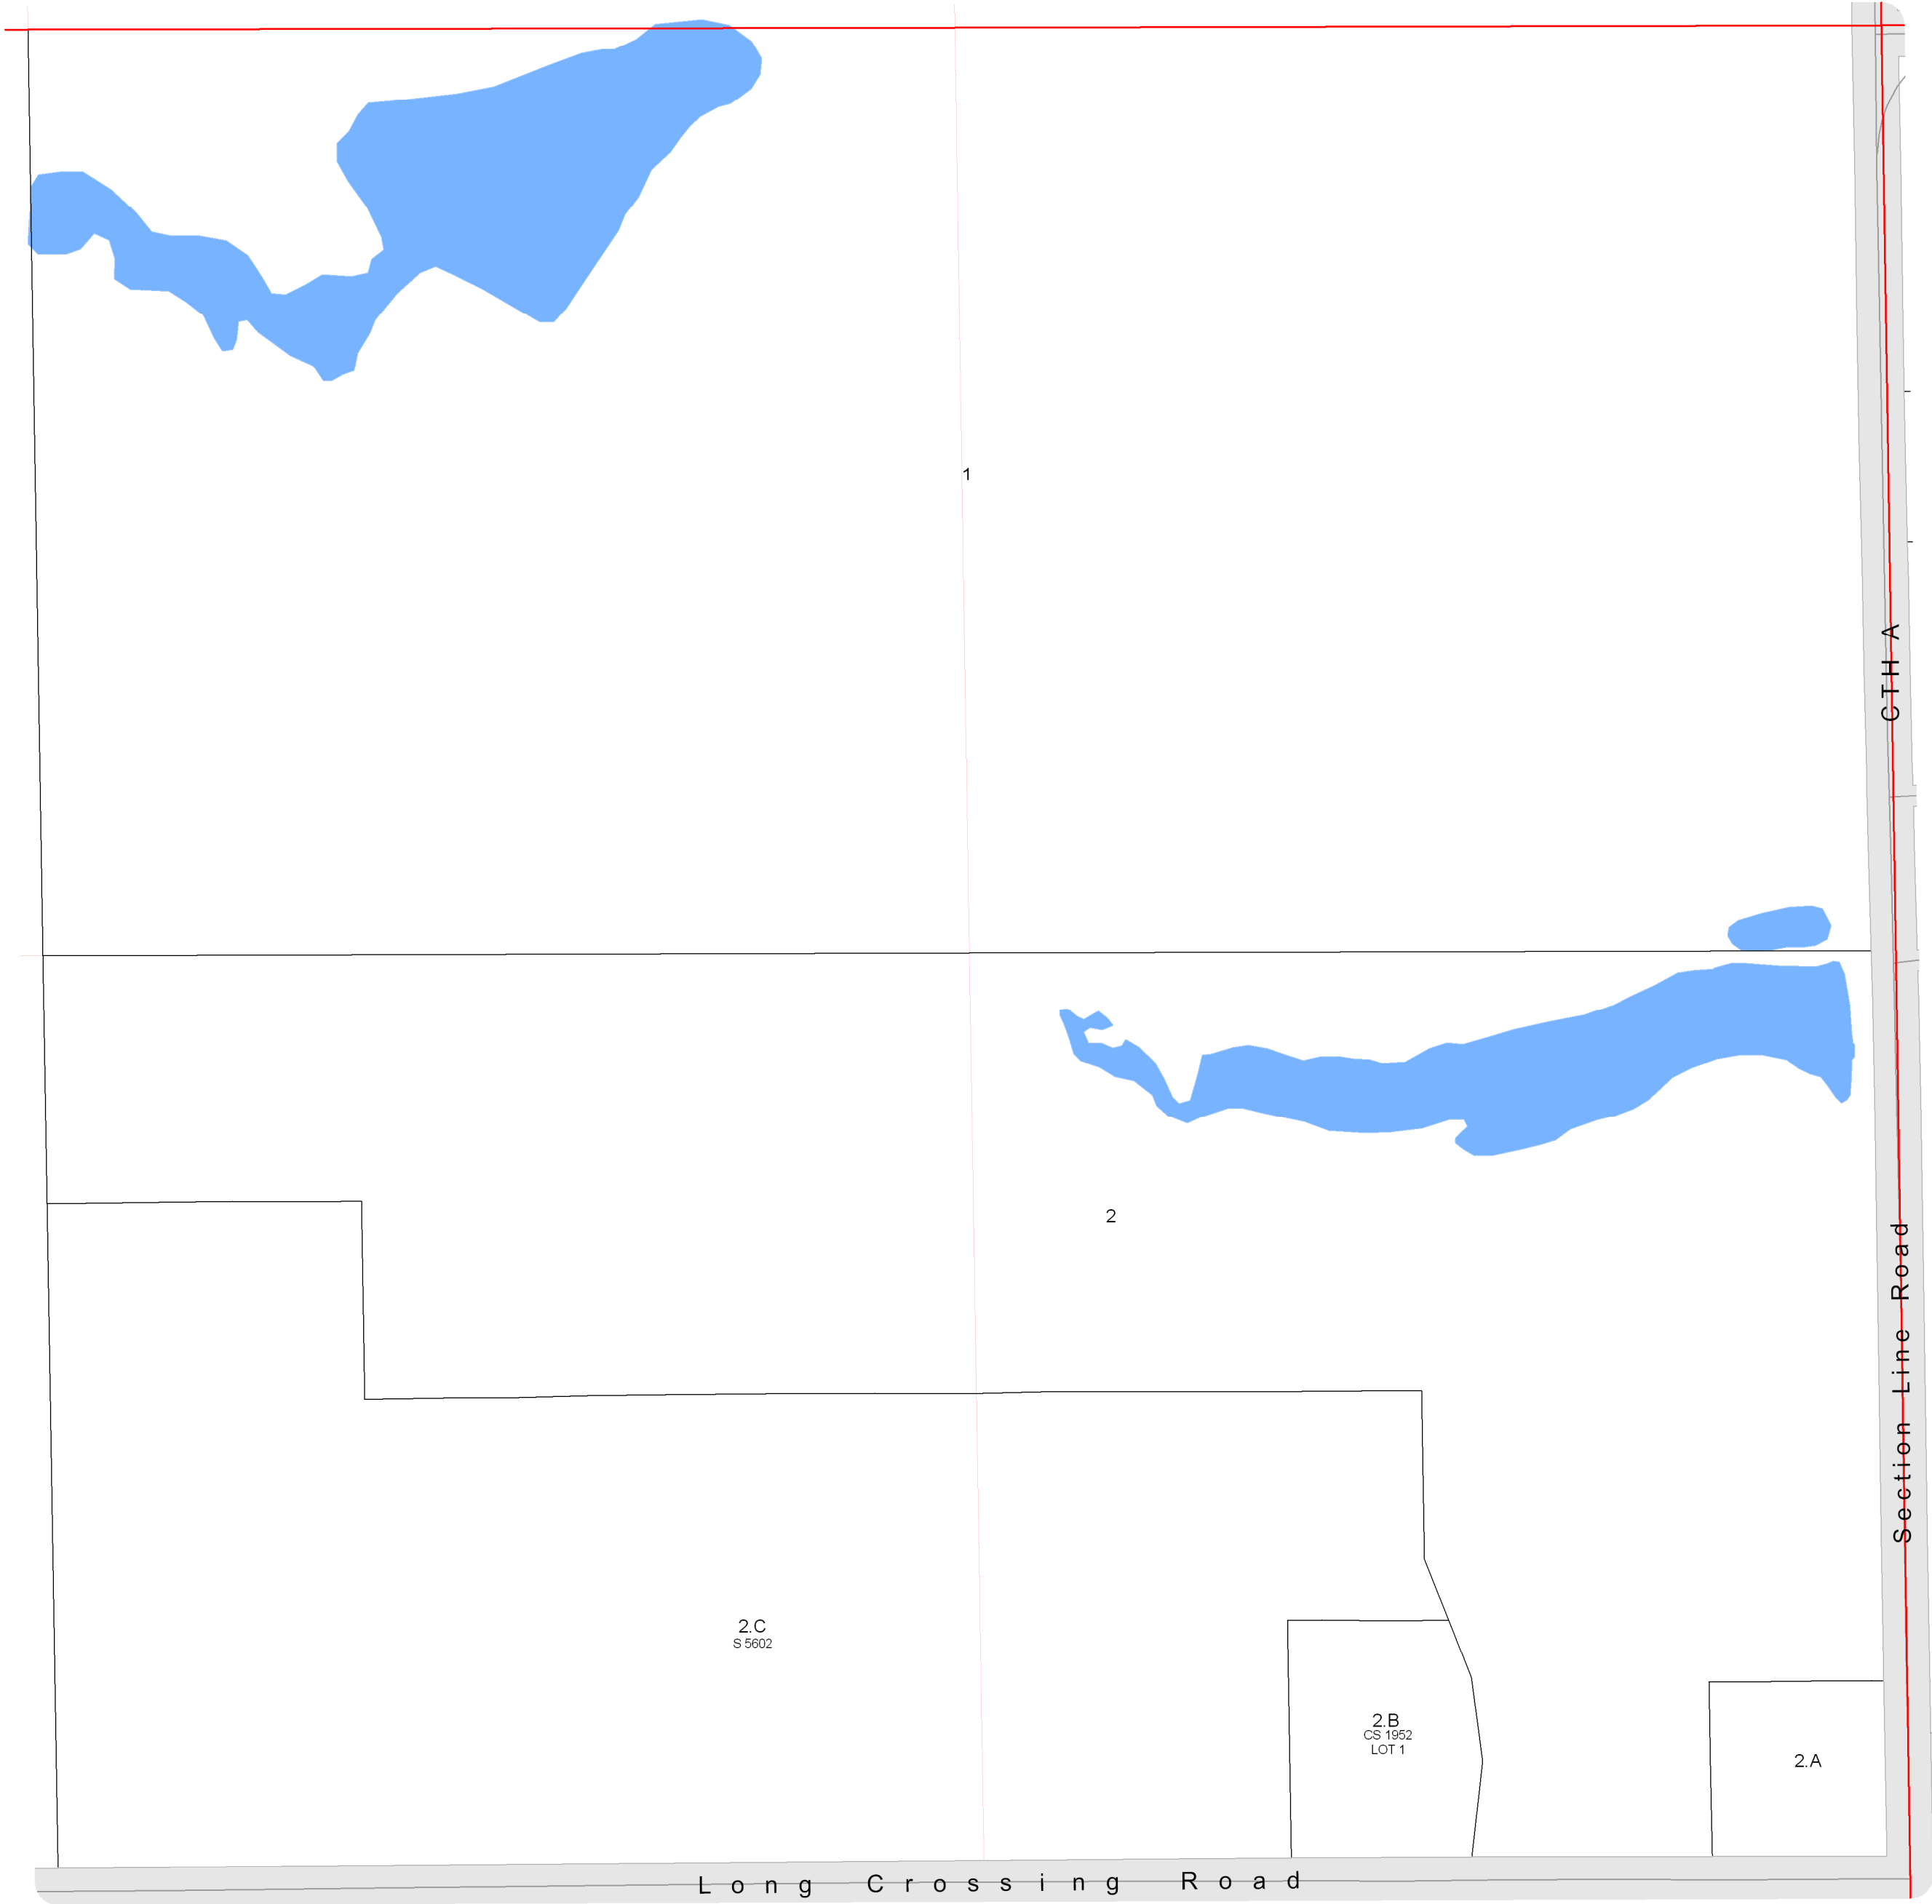 1
CTH A
2
Section Line Road
2.C
S 5602
2.B
CS 1952
LOT 1
2.A
Long Crossing Road